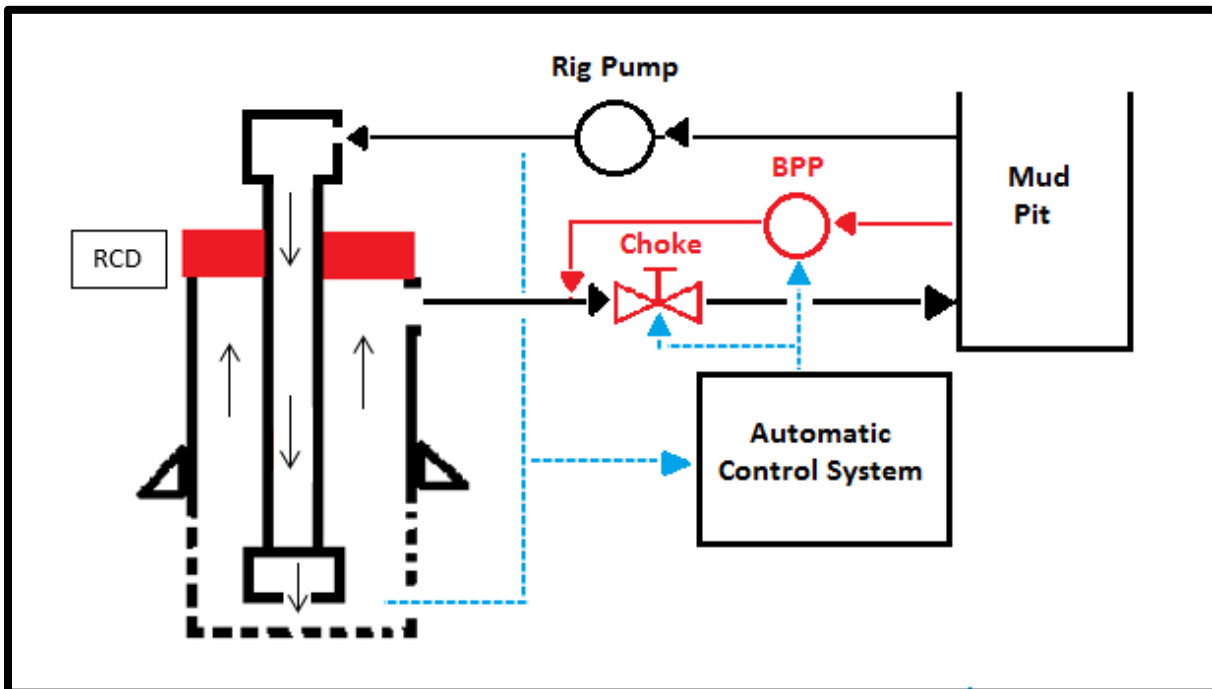 Rig Pump
BPP
Mud
Pit
Choke
RCD
Automatic
Control System